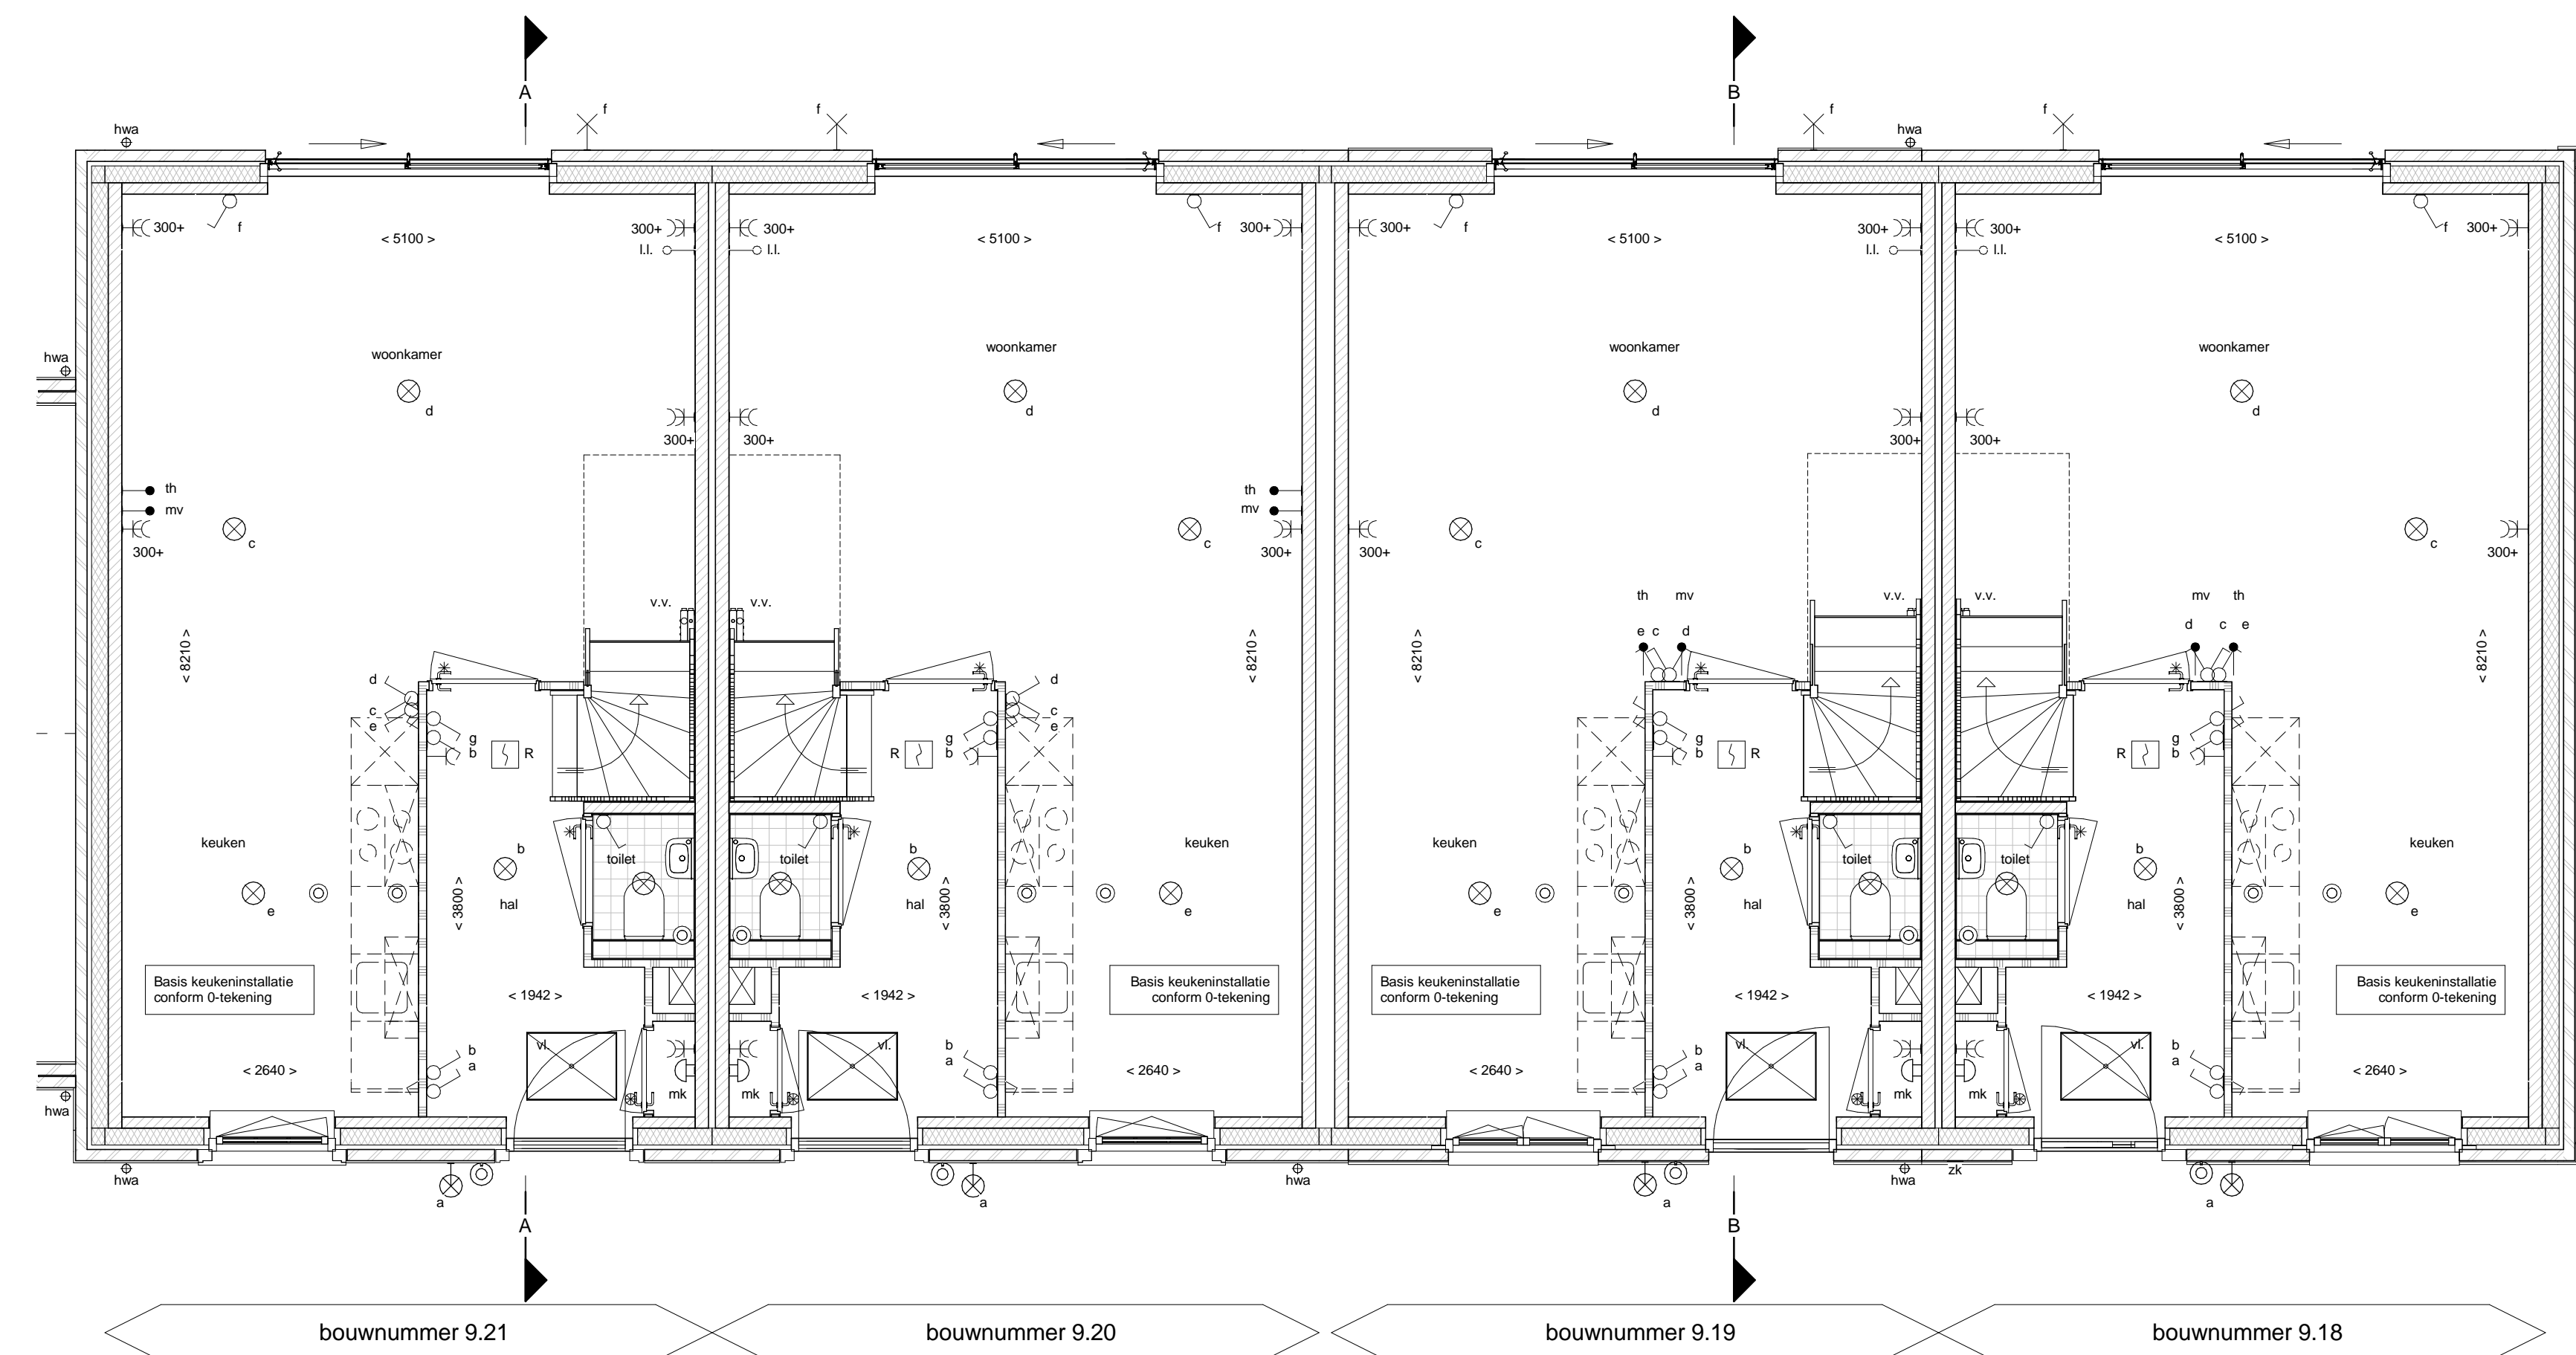 A
B
f
f
f
f
hwa
hwa
300+
f
< 5100 >
300+
l.l.
300+
l.l.
< 5100 >
f
300+
300+
f
< 5100 >
300+
l.l.
300+
l.l.
< 5100 >
f
300+
hwa
woonkamer
d
woonkamer
d
woonkamer
d
woonkamer
d
300+
300+
300+
300+
th
mv
300+
c
th
mv
300+
c
300+
c
c
300+
v.v.
v.v.
th
mv
v.v.
v.v.
mv
th
e
c
d
d
c
e
< 8210 >
< 8210 >
< 8210 >
< 8210 >
d
c
e
d
c
e
g
b
R
R
g
b
g
b
R
R
g
b
keuken
e
b
toilet
toilet
b
keuken
e
keuken
e
b
toilet
toilet
b
keuken
e
< 3800 >
hal
hal
< 3800 >
< 3800 >
hal
hal
< 3800 >
Basis keukeninstallatie
conform 0-tekening
< 1942 >
< 1942 >
Basis keukeninstallatie
conform 0-tekening
Basis keukeninstallatie
conform 0-tekening
< 1942 >
< 1942 >
Basis keukeninstallatie
conform 0-tekening
< 2640 >
b
a
vl.
mk
mk
vl.
b
a
< 2640 >
< 2640 >
b
a
vl.
mk
mk
vl.
b
a
< 2640 >
hwa
hwa
a
a
hwa
a
hwa
zk
a
A
B
bouwnummer 9.21
bouwnummer 9.20
bouwnummer 9.19
bouwnummer 9.18